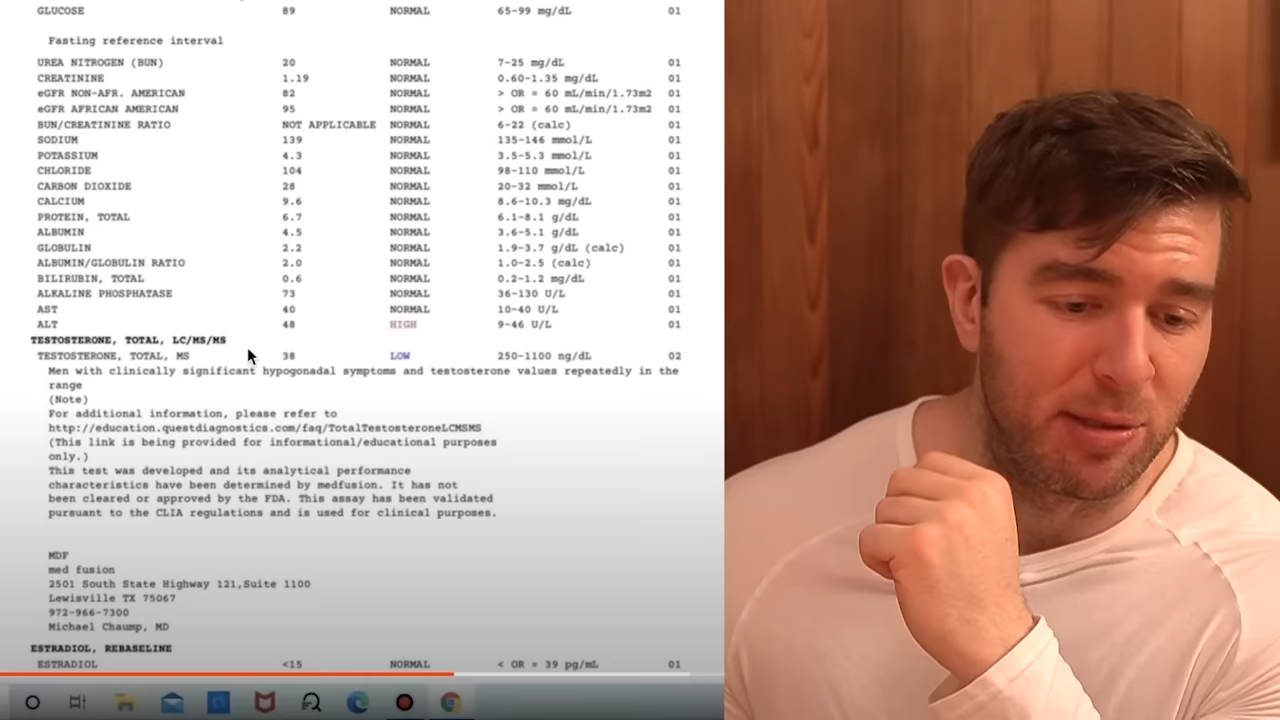 GLUCOSE 89 NORMAL 65-99 mg/dL 01
Fasting reference interval
UREA NITROGEN (BUN) 20 NORMAL 7-25 mg/dL 01
CREATININE 1.19 NORMAL 0.60-1.35 mg/dL 01
eGFR NON-AFR. AMERICAN 82 NORMAL > OR = 60 mL/min/1.73m2 01
eGFR AFRICAN AMERICAN 95 NORMAL > OR = 60 mL/min/1.73m2 01
BUN/CREATININE RATIO NOT APPLICABLE NORMAL 6-22 (calc) 01
SODIUM 139 NORMAL 135-146 mmol/L 01
POTASSIUM 4.3 NORMAL 3.5-5.3 mmol/L 01
CHLORIDE 104 NORMAL 98-110 mmol/L 01
CARBON DIOXIDE 28 NORMAL 20-32 mmol/L 01
CALCIUM 9.6 NORMAL 8.6-10.3 mg/dL 01
PROTEIN, TOTAL 6.7 NORMAL 6.1-8.1 g/dL 01
ALBUMIN 4.5 NORMAL 3.6-5.1 g/dL 01
GLOBULIN 2.2 NORMAL 1.9-3.7 g/dL (calc) 01
ALBUMIN/GLOBULIN RATIO 2.0 NORMAL 1.0-2.5 (calc) 01
BILIRUBIN, TOTAL 0.6 NORMAL 0.2-1.2 mg/dL 01
ALKALINE PHOSPHATASE 73 NORMAL 36-130 U/L 01
AST 40 NORMAL 10-40 U/L 01
ALT 48 HIGH 9-46 U/L 01
TESTOSTERONE, TOTAL, LC/MS/MS
TESTOSTERONE, TOTAL, MS 38 LOW 250-1100 ng/dL 02
Men with clinically significant hypogonadal symptoms and testosterone values repeatedly in the
range
(Note)
For additional information, please refer to
http://education.questdiagnostics.com/faq/TotalTestosteroneLCMSMS
(This link is being provided for informational/educational purposes
only.)
This test was developed and its analytical performance
characteristics have been determined by medfusion. It has not
been cleared or approved by the FDA. This assay has been validated
pursuant to the CLIA regulations and is used for clinical purposes.
MDF
med fusion
2501 South State Highway 121,Suite 1100
Lewisville TX 75067
972-966-7300
Michael Chaump, MD
ESTRADIOL, REBASELINE
ESTRADIOL <15 NORMAL < OR = 39 pg/mL 01